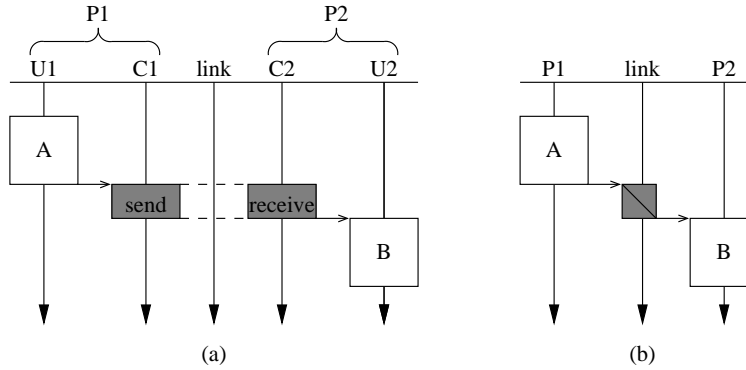 P1 P2
U1 C1 link C2 U2 P1 link P2
A A
send receive
B B
(a) (b)